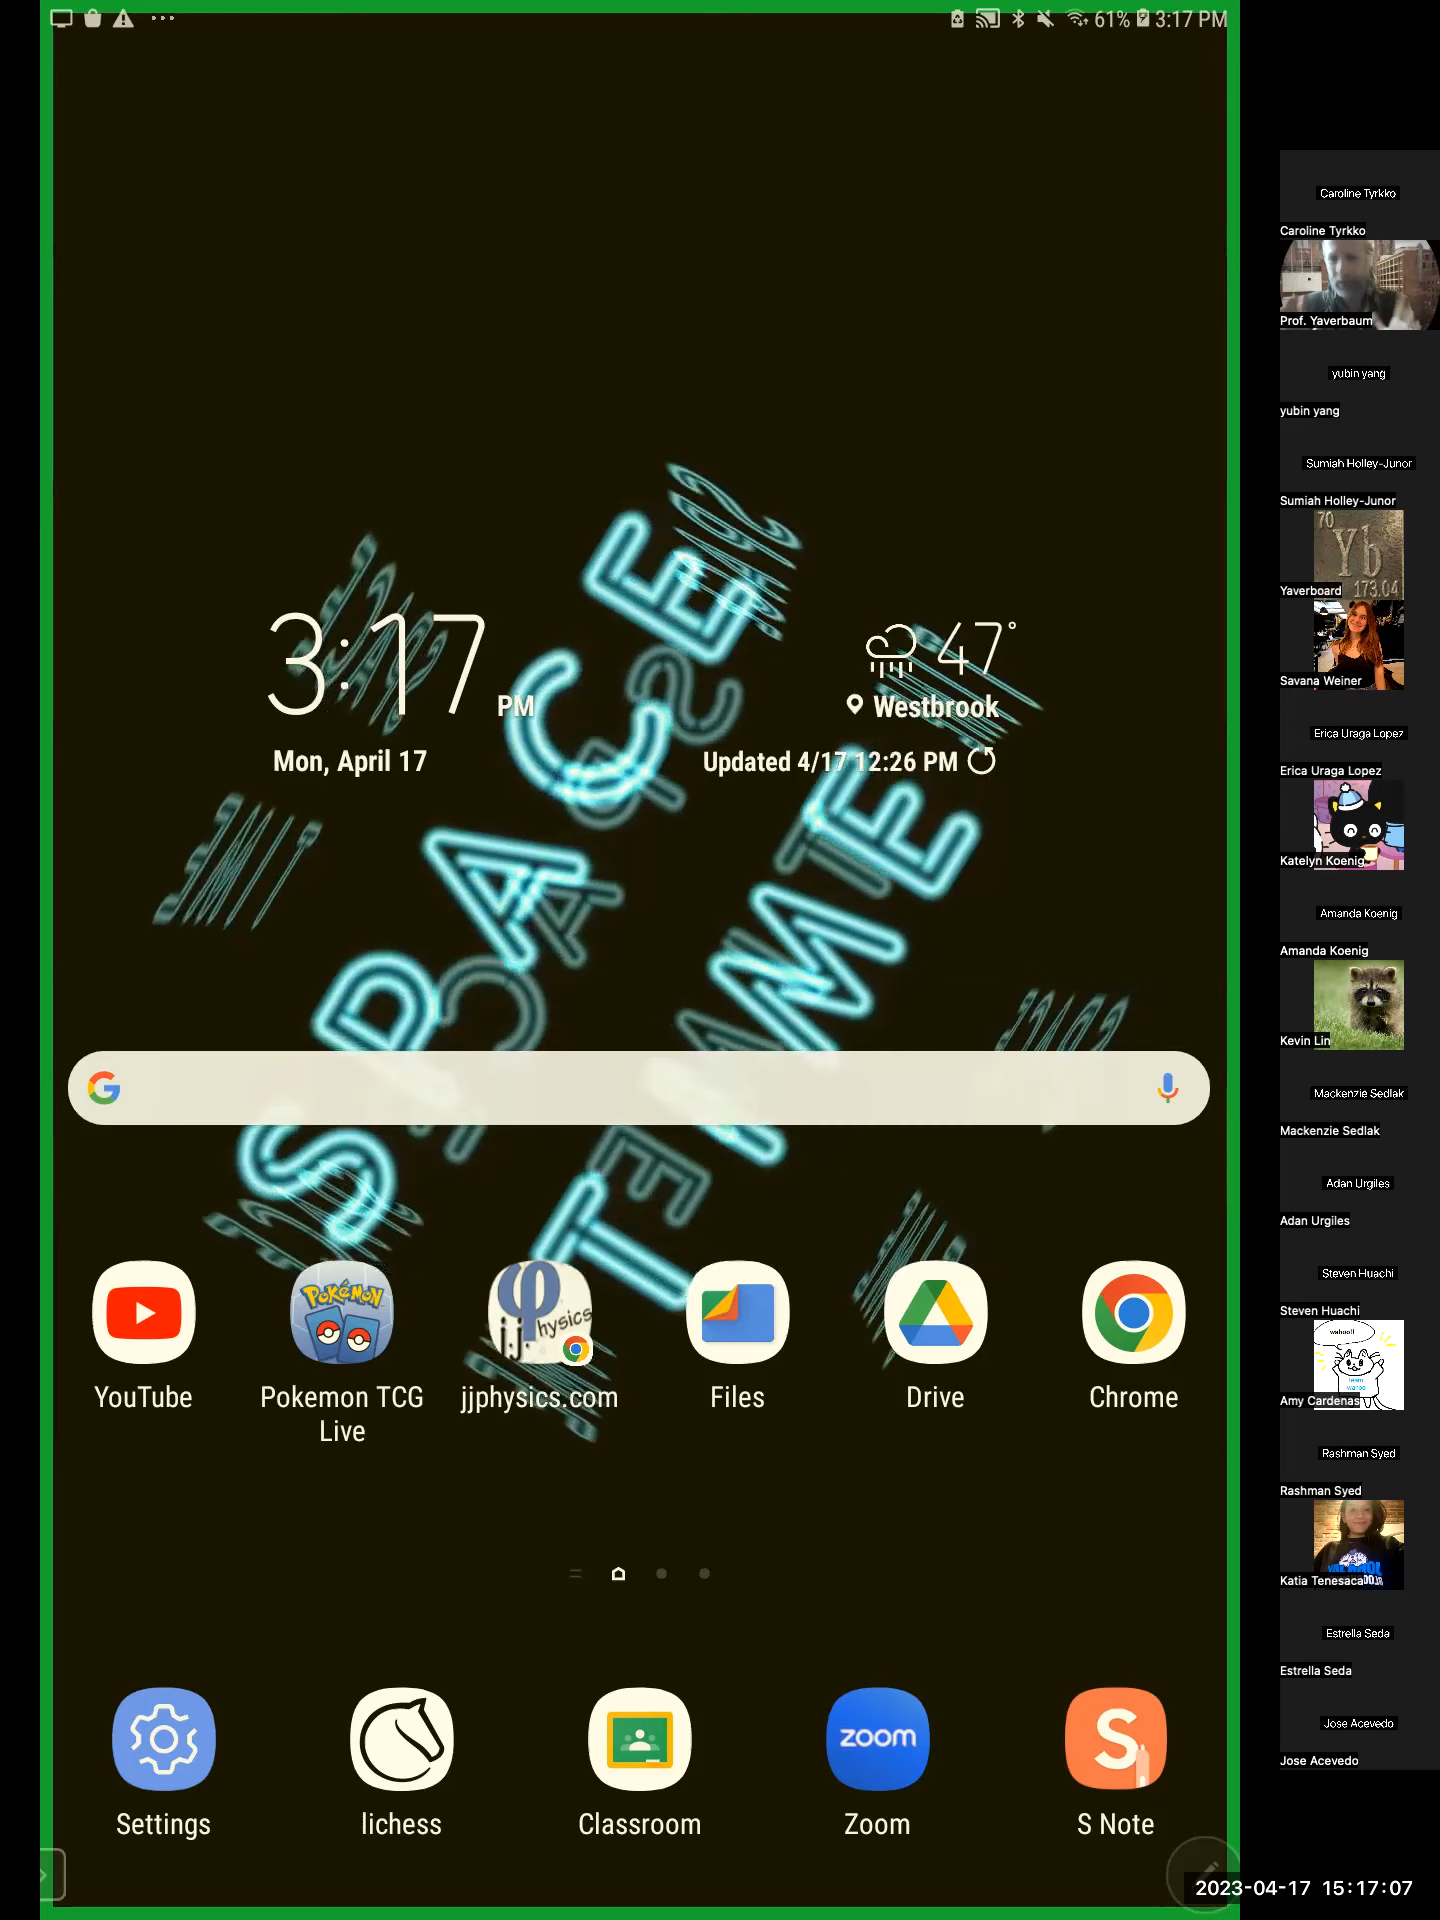 61% 3:17 PM
3:17 PM
Mon, April 17
47°
Westbrook
Updated 4/17 12:26 PM
SPACE
TIME
YouTube
Pokemon TCG
Live
jjphysics.com
Files
Drive
Chrome
Settings
lichess
Classroom
zoom
Zoom
S Note
Caroline Tyrkko
Caroline Tyrkko
Prof. Yaverbaum
yubin yang
yubin yang
Sumiah Holley-Junor
Sumiah Holley-Junor
70
Yb
173.04
Yaverboard
Savana Weiner
Erica Uraga Lopez
Erica Uraga Lopez
Katelyn Koenig
Amanda Koenig
Amanda Koenig
Kevin Lin
Mackenzie Sedlak
Mackenzie Sedlak
Adan Urgiles
Adan Urgiles
Steven Huachi
Steven Huachi
wahoo!!
team
wahoo
Amy Cardenas
Rashman Syed
Rashman Syed
Katia Tenesaca
Estrella Seda
Estrella Seda
Jose Acevedo
Jose Acevedo
2023-04-17 15:17:07